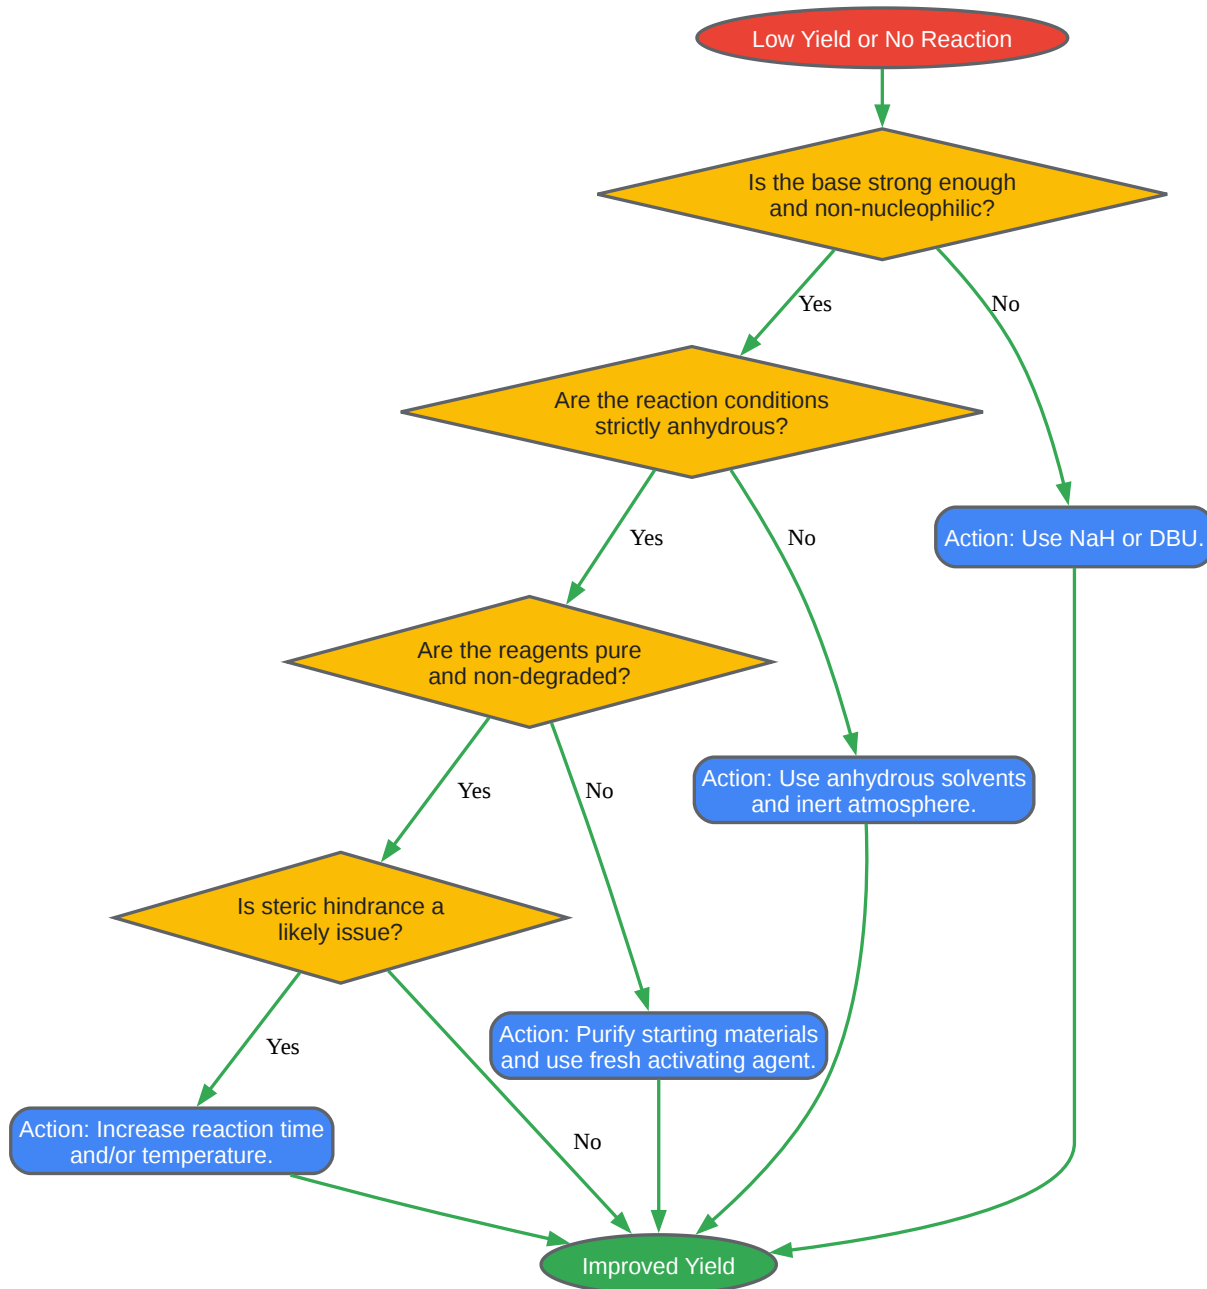 Low Yield or No Reaction
Is the base strong enough
and non-nucleophilic?
Yes
No
Are the reaction conditions
strictly anhydrous?
Yes
No
Action: Use NaH or DBU.
Are the reagents pure
and non-degraded?
Yes
No
Action: Use anhydrous solvents
and inert atmosphere.
Is steric hindrance a
likely issue?
Yes
No
Action: Purify starting materials
and use fresh activating agent.
Action: Increase reaction time
and/or temperature.
Improved Yield